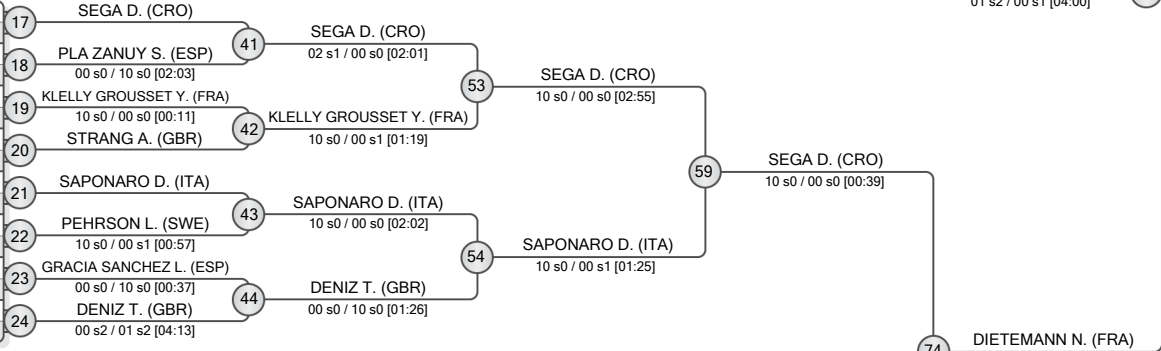 01 s2 / 00 s1 [04:00]
17
SEGA D. (CRO)
18
PLA ZANUY S. (ESP)
00 s0 / 10 s0 [02:03]
19
KLELLY GROUSSET Y. (FRA)
10 s0 / 00 s0 [00:11]
20
STRANG A. (GBR)
21
SAPONARO D. (ITA)
22
PEHRSON L. (SWE)
10 s0 / 00 s1 [00:57]
23
GRACIA SANCHEZ L. (ESP)
00 s0 / 10 s0 [00:37]
24
DENIZ T. (GBR)
00 s2 / 01 s2 [04:13]
41
SEGA D. (CRO)
02 s1 / 00 s0 [02:01]
42
KLELLY GROUSSET Y. (FRA)
10 s0 / 00 s1 [01:19]
43
SAPONARO D. (ITA)
10 s0 / 00 s0 [02:02]
44
DENIZ T. (GBR)
00 s0 / 10 s0 [01:26]
53
SEGA D. (CRO)
10 s0 / 00 s0 [02:55]
54
SAPONARO D. (ITA)
10 s0 / 00 s1 [01:25]
59
SEGA D. (CRO)
10 s0 / 00 s0 [00:39]
74
DIETEMANN N. (FRA)